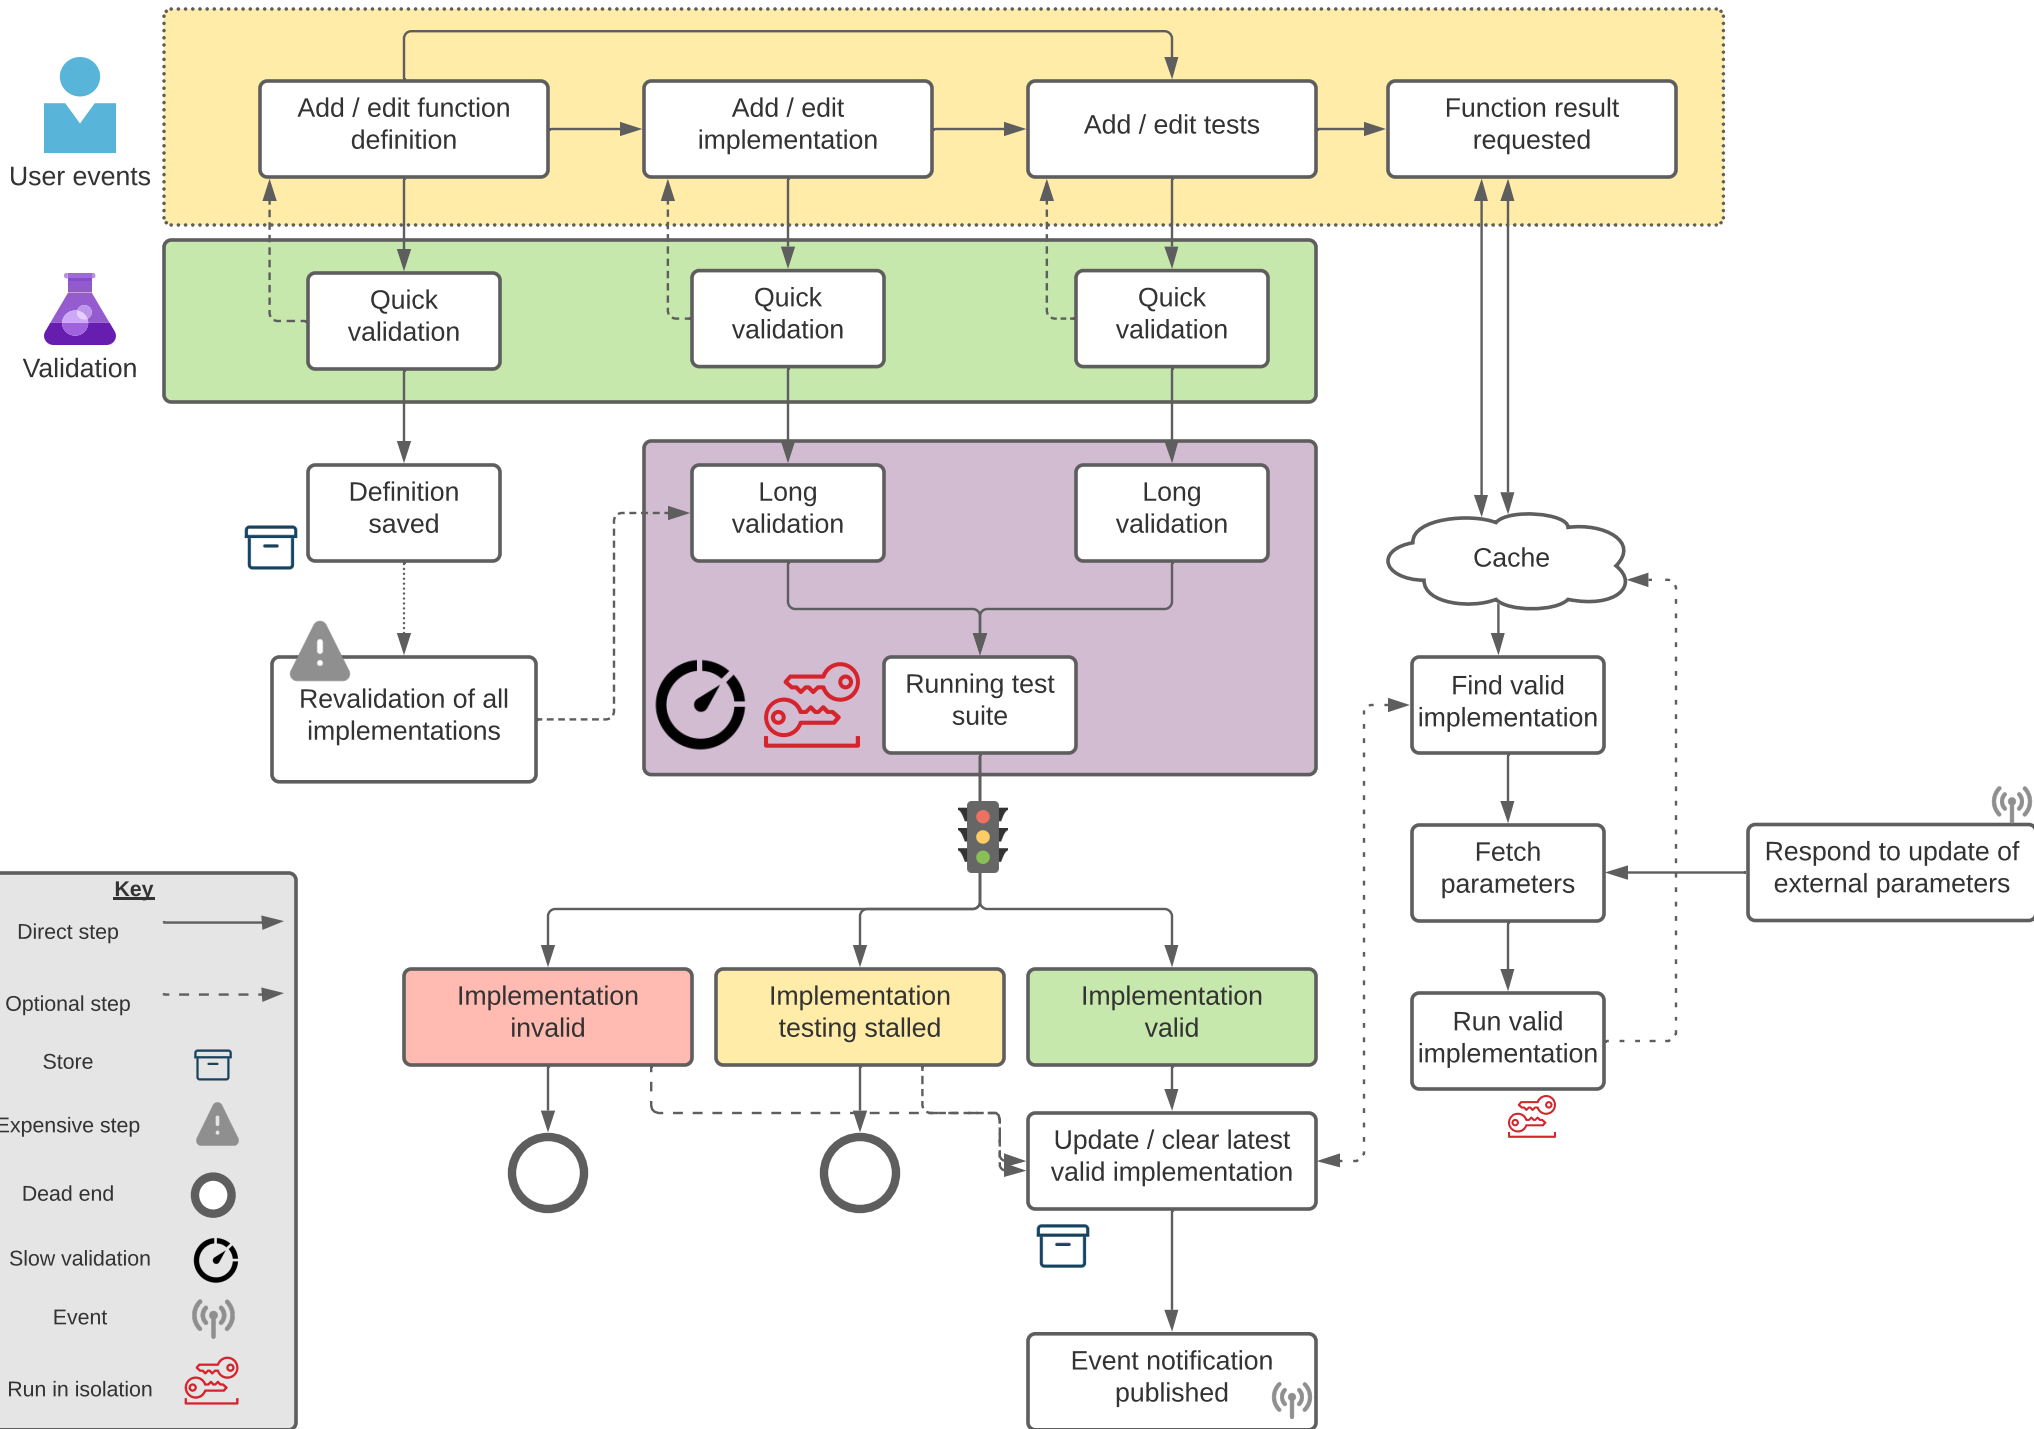 Add / edit function
definition
Add / edit
implementation
Add / edit tests
Function result
requested
User events
Quick
validation
Quick
validation
Quick
validation
Validation
Definition
saved
Long
validation
Long
validation
Cache
Revalidation of all
implementations
Running test
suite
Find valid
implementation
Fetch
parameters
Respond to update of
external parameters
Run valid
implementation
Implementation
invalid
Implementation
testing stalled
Implementation
valid
Update / clear latest
valid implementation
Event notification
published
Key
Direct step
Optional step
Store
Expensive step
Dead end
Slow validation
Event
Run in isolation